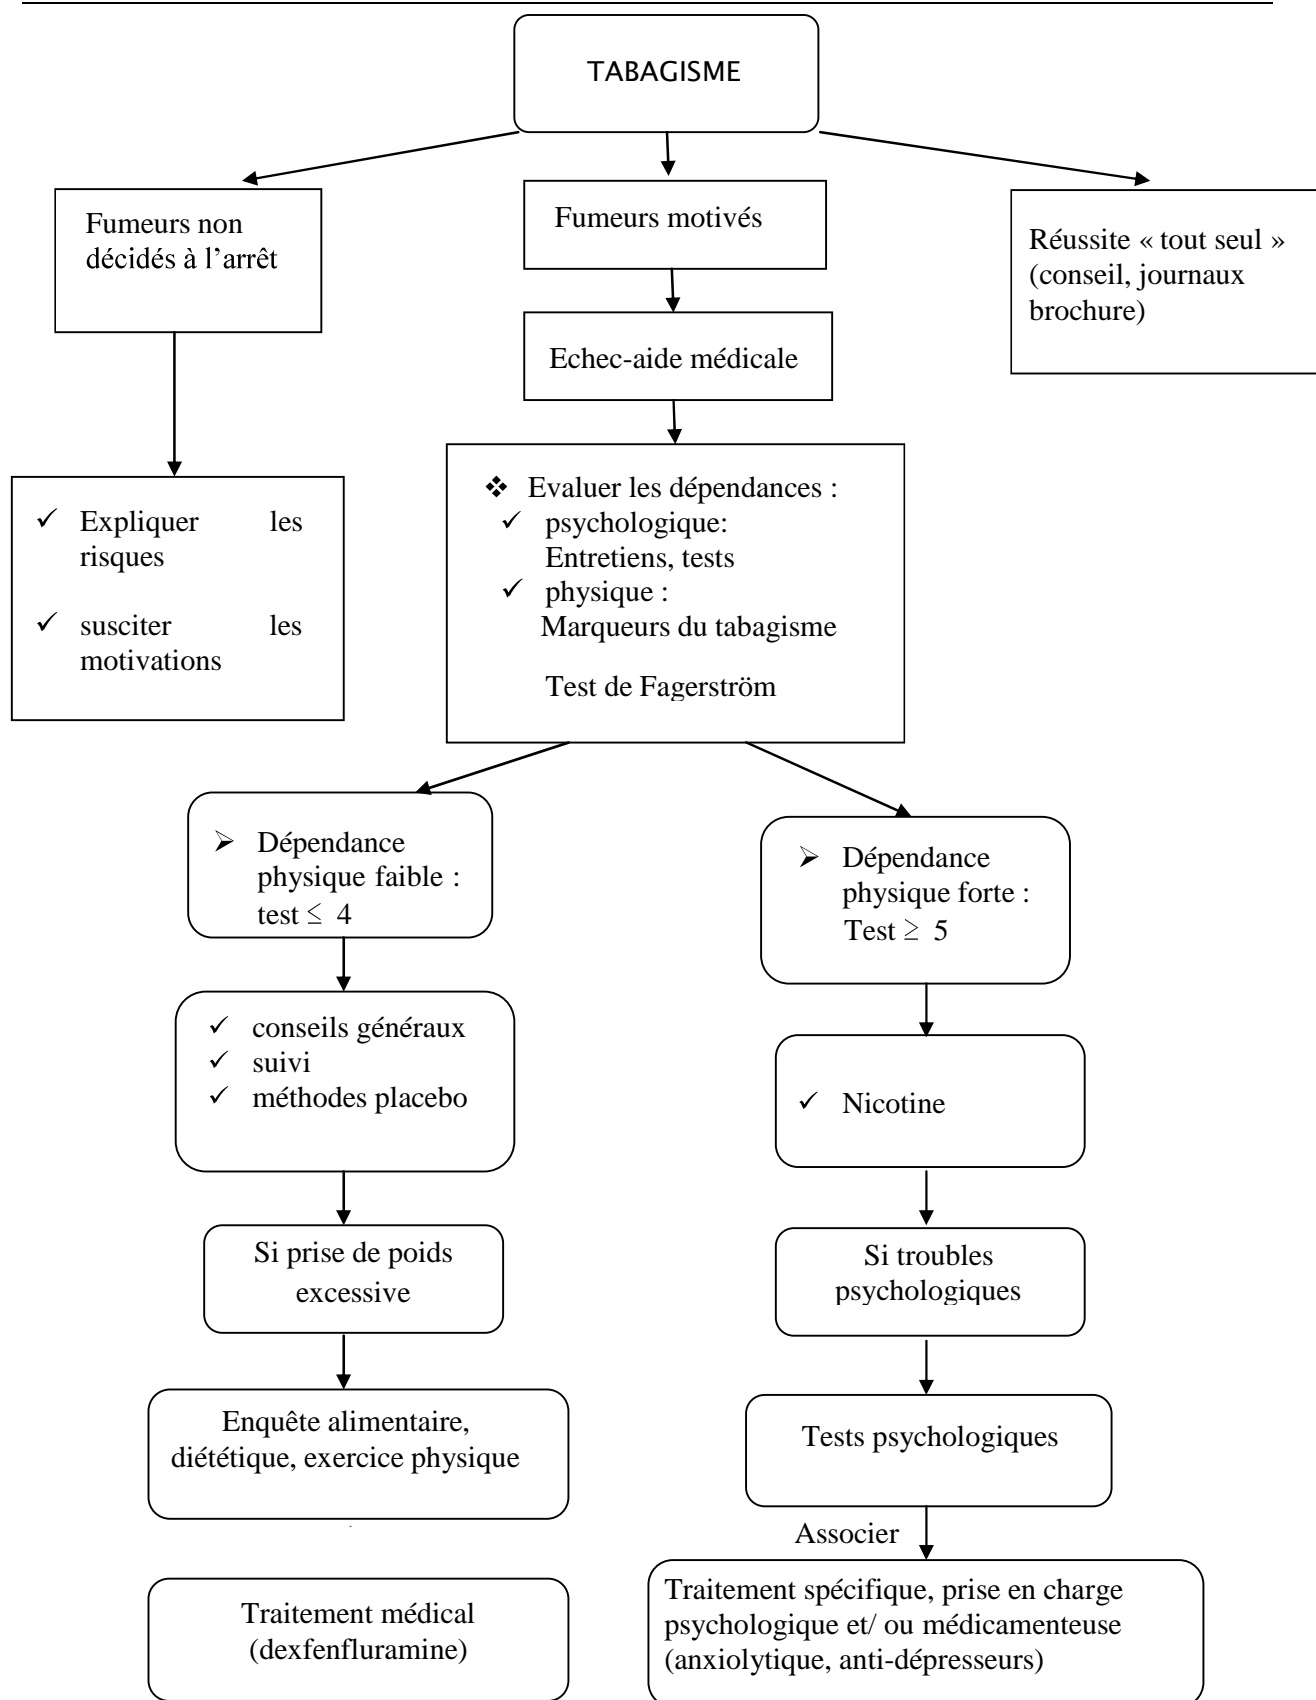 TABAGISME
Fumeurs non
décidés à l'arrêt
Fumeurs motivés
Réussite « tout seul »
(conseil, journaux
brochure)
Echec-aide médicale
✓ Expliquer les
risques
✓ susciter les
motivations
❖ Evaluer les dépendances :
✓ psychologique:
Entretiens, tests
✓ physique :
Marqueurs du tabagisme
Test de Fagerström
➢ Dépendance
physique faible :
test ≤ 4
➢ Dépendance
physique forte :
Test ≥ 5
✓ conseils généraux
✓ suivi
✓ méthodes placebo
✓ Nicotine
Si prise de poids
excessive
Si troubles
psychologiques
Enquête alimentaire,
diététique, exercice physique
Tests psychologiques
Associer
Traitement médical
(dexfenfluramine)
Traitement spécifique, prise en charge
psychologique et/ ou médicamenteuse
(anxiolytique, anti-dépresseurs)